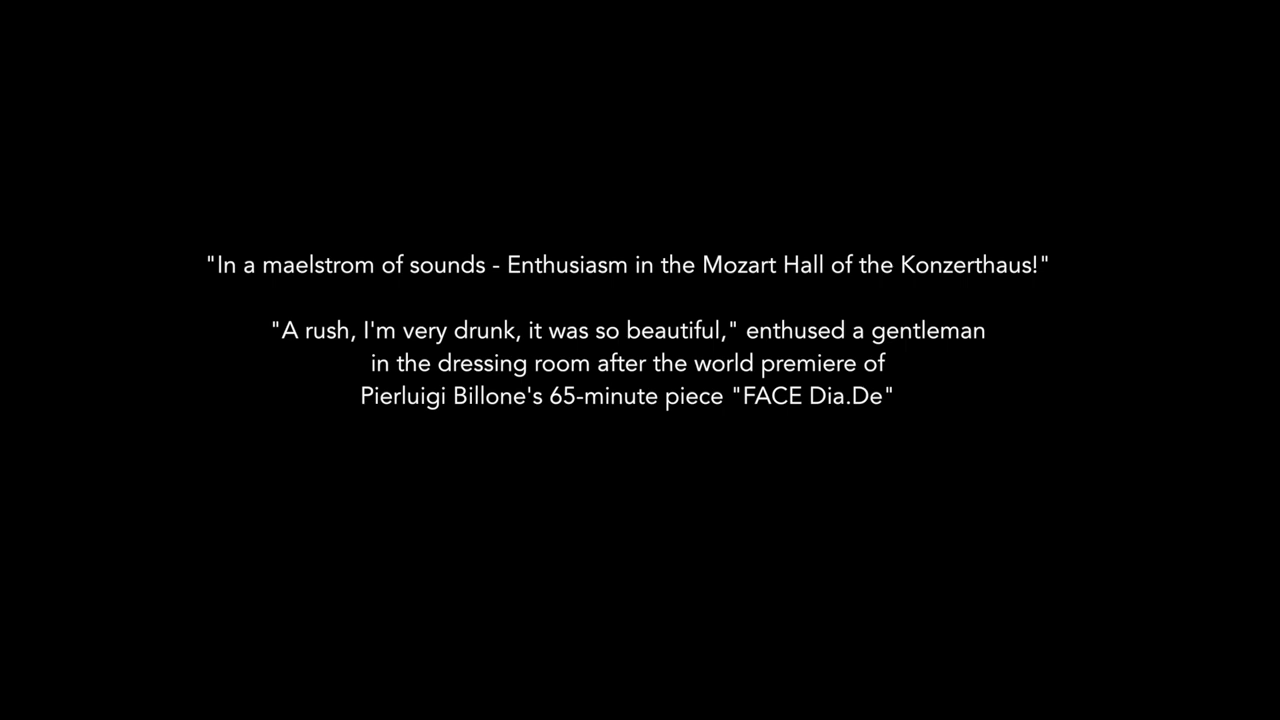 "In a maelstrom of sounds - Enthusiasm in the Mozart Hall of the Konzerthaus!"
"A rush, I'm very drunk, it was so beautiful," enthused a gentleman
in the dressing room after the world premiere of
Pierluigi Billone's 65-minute piece "FACE Dia.De"